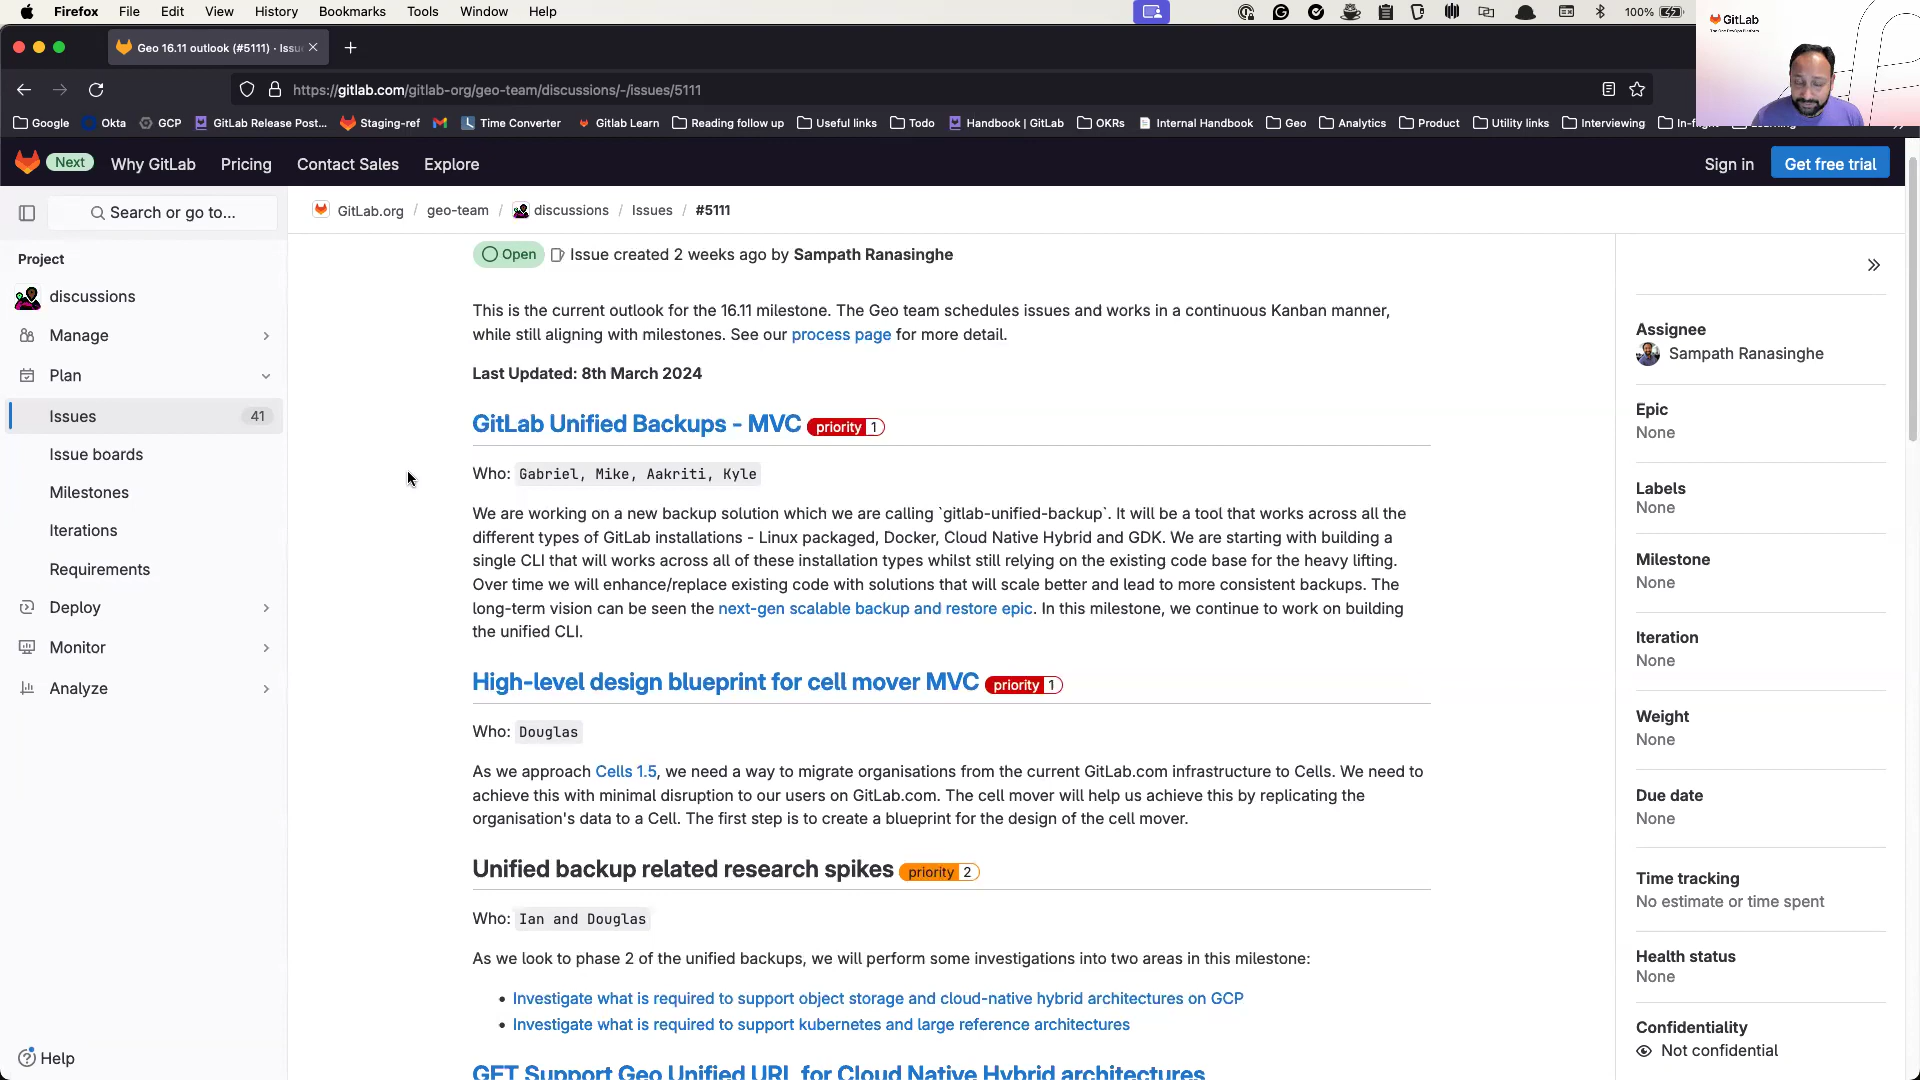 Firefox File Edit View History Bookmarks Tools Window Help
100%
GitLab
Geo 16.11 outlook (#5111) · Issu
https://gitlab.com/gitlab-org/geo-team/discussions/-/issues/5111
Google Okta GCP GitLab Release Post... Staging-ref Time Converter Gitlab Learn Reading follow up Useful links Todo Handbook | GitLab OKRs Internal Handbook Geo Analytics Product Utility links Interviewing
Next Why GitLab Pricing Contact Sales Explore Sign in Get free trial
Search or go to...
GitLab.org / geo-team / discussions / Issues / #5111
Project
discussions
Manage
Plan
Issues 41
Issue boards
Milestones
Iterations
Requirements
Deploy
Monitor
Analyze
Help
Open Issue created 2 weeks ago by Sampath Ranasinghe
This is the current outlook for the 16.11 milestone. The Geo team schedules issues and works in a continuous Kanban manner,
while still aligning with milestones. See our process page for more detail.
Last Updated: 8th March 2024
GitLab Unified Backups - MVC priority 1
Who: Gabriel, Mike, Aakriti, Kyle
We are working on a new backup solution which we are calling `gitlab-unified-backup`. It will be a tool that works across all the
different types of GitLab installations - Linux packaged, Docker, Cloud Native Hybrid and GDK. We are starting with building a
single CLI that will works across all of these installation types whilst still relying on the existing code base for the heavy lifting.
Over time we will enhance/replace existing code with solutions that will scale better and lead to more consistent backups. The
long-term vision can be seen the next-gen scalable backup and restore epic. In this milestone, we continue to work on building
the unified CLI.
High-level design blueprint for cell mover MVC priority 1
Who: Douglas
As we approach Cells 1.5, we need a way to migrate organisations from the current GitLab.com infrastructure to Cells. We need to
achieve this with minimal disruption to our users on GitLab.com. The cell mover will help us achieve this by replicating the
organisation's data to a Cell. The first step is to create a blueprint for the design of the cell mover.
Unified backup related research spikes priority 2
Who: Ian and Douglas
As we look to phase 2 of the unified backups, we will perform some investigations into two areas in this milestone:
• Investigate what is required to support object storage and cloud-native hybrid architectures on GCP
• Investigate what is required to support kubernetes and large reference architectures
GET Support Geo Unified URL for Cloud Native Hybrid architectures
Assignee
Sampath Ranasinghe
Epic
None
Labels
None
Milestone
None
Iteration
None
Weight
None
Due date
None
Time tracking
No estimate or time spent
Health status
None
Confidentiality
Not confidential